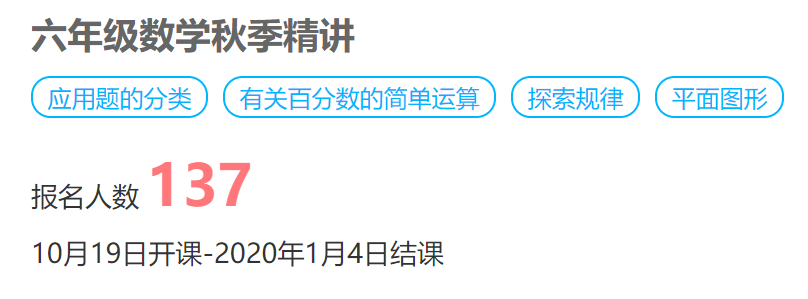 六年级数学秋季精讲
应用题的分类 有关百分数的简单运算 探索规律 平面图形
报名人数 137
10月19日开课-2020年1月4日结课